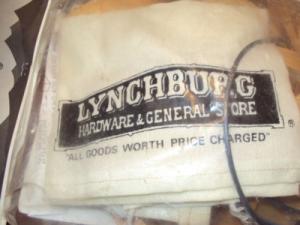 LYNCHBURG
HARDWARE & GENERAL STORE
®
"ALL GOODS WORTH PRICE CHARGED"